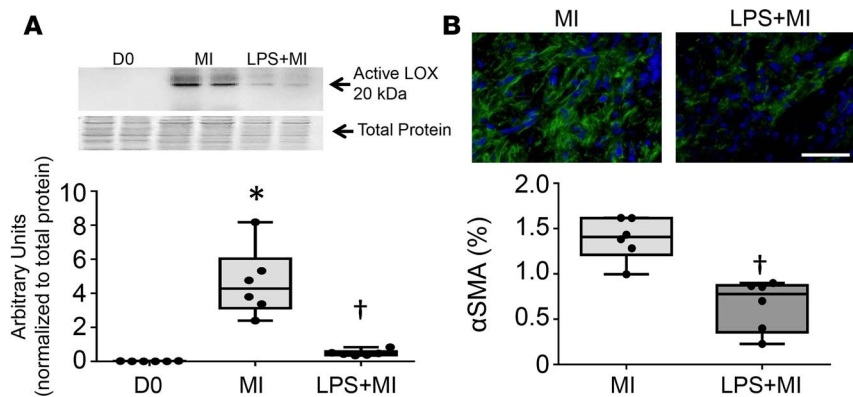 A
D0 MI LPS+MI
Active LOX
20 kDa
Total Protein
Arbitrary Units
(normalized to total protein)
10
8
6
4
2
0
*
†
D0 MI LPS+MI
B
MI LPS+MI
αSMA (%)
2.0
1.5
1.0
0.5
0
†
MI LPS+MI